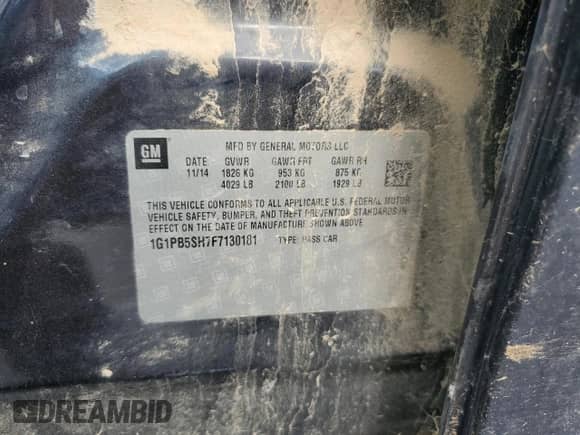 GM
MFD BY GENERAL MOTORS LLC
DATE GVWR GAWR FRT GAWR RR
11/14 1826 KG 953 KG 875 KG
4029 LB 2100 LB 1929 LB
THIS VEHICLE CONFORMS TO ALL APPLICABLE U.S. FEDERAL MOTOR
VEHICLE SAFETY, BUMPER, AND THEFT PREVENTION STANDARDS IN
EFFECT ON THE DATE OF MANUFACTURE SHOWN ABOVE.
1G1PB5SH7F7130181 TYPE: PASS CAR
DREAMBID